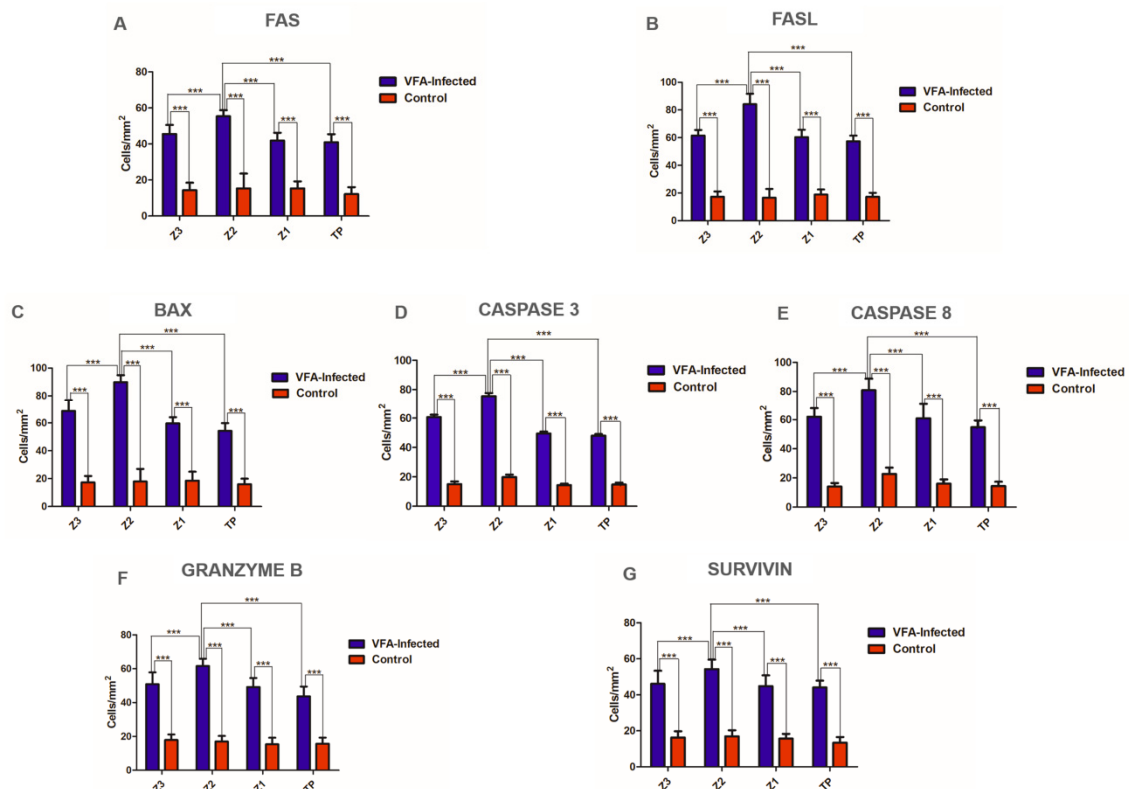 A FAS
***
***
***
***
***
***
***
80
60
40
20
0
Cells/mm²
Z3 Z2 Z1 TP
VFA-Infected
Control
B FASL
***
***
***
***
***
***
***
100
80
60
40
20
0
Cells/mm²
Z3 Z2 Z1 TP
VFA-Infected
Control
C BAX
***
***
***
***
***
***
***
100
80
60
40
20
0
Cells/mm²
Z3 Z2 Z1 TP
VFA-Infected
Control
D CASPASE 3
***
***
***
***
***
***
***
100
80
60
40
20
0
Cells/mm²
Z3 Z2 Z1 TP
VFA-Infected
Control
E CASPASE 8
***
***
***
***
***
***
***
100
80
60
40
20
0
Cells/mm²
Z3 Z2 Z1 TP
VFA-Infected
Control
F GRANZYME B
***
***
***
***
***
***
***
80
60
40
20
0
Cells/mm²
Z3 Z2 Z1 TP
VFA-Infected
Control
G SURVIVIN
***
***
***
***
***
***
***
80
60
40
20
0
Cells/mm²
Z3 Z2 Z1 TP
VFA-Infected
Control